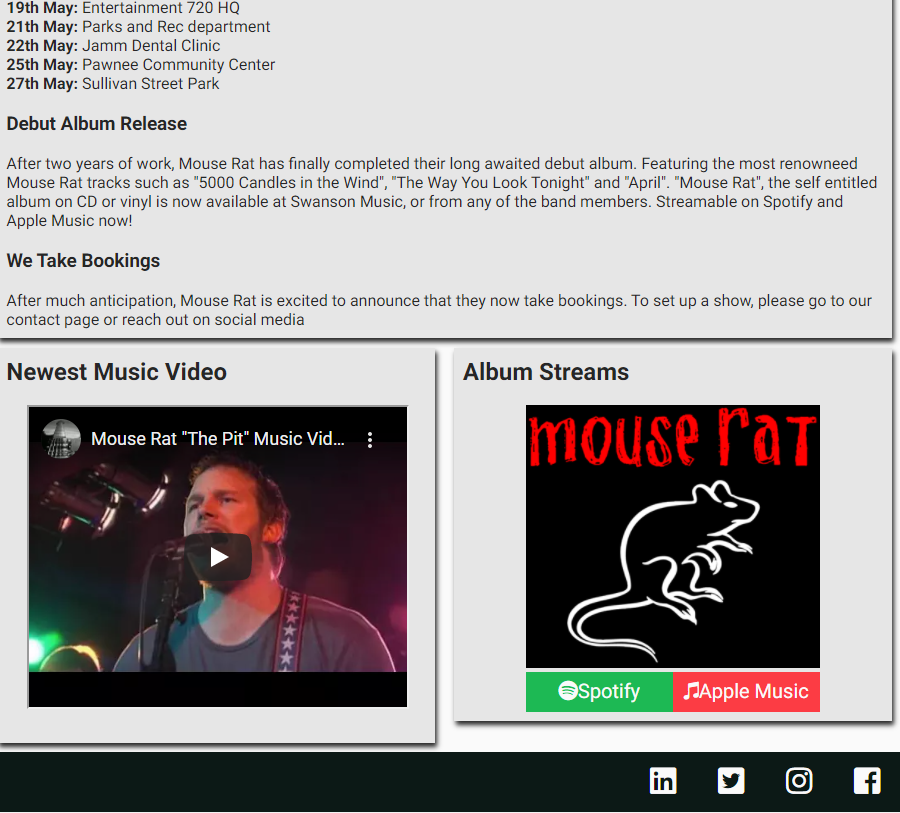 19th May: Entertainment 720 HQ
21th May: Parks and Rec department
22th May: Jamm Dental Clinic
25th May: Pawnee Community Center
27th May: Sullivan Street Park
Debut Album Release
After two years of work, Mouse Rat has finally completed their long awaited debut album. Featuring the most renowneed
Mouse Rat tracks such as "5000 Candles in the Wind", "The Way You Look Tonight" and "April". "Mouse Rat", the self entitled
album on CD or vinyl is now available at Swanson Music, or from any of the band members. Streamable on Spotify and
Apple Music now!
We Take Bookings
After much anticipation, Mouse Rat is excited to announce that they now take bookings. To set up a show, please go to our
contact page or reach out on social media
Newest Music Video
Mouse Rat "The Pit" Music Vid...
Album Streams
mouse rat
Spotify
Apple Music